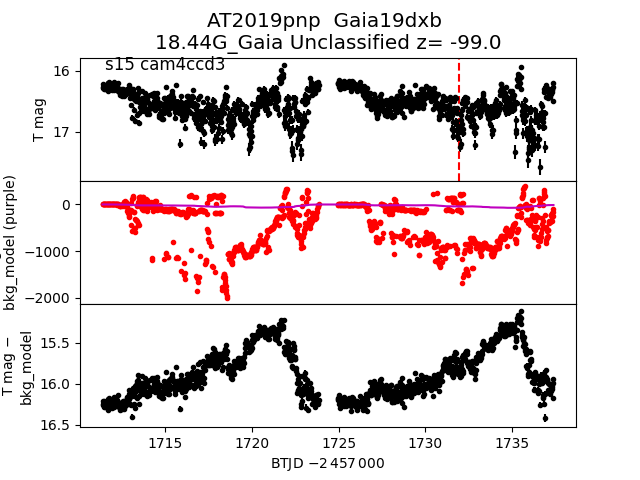 AT2019pnp  Gaia19dxb
18.44G_Gaia Unclassified z= -99.0
s15 cam4ccd3
T mag
16
17
bkg_model (purple)
0
−1000
−2000
T mag −
bkg_model
15.5
16.0
16.5
1715
1720
1725
1730
1735
BTJD −2 457 000